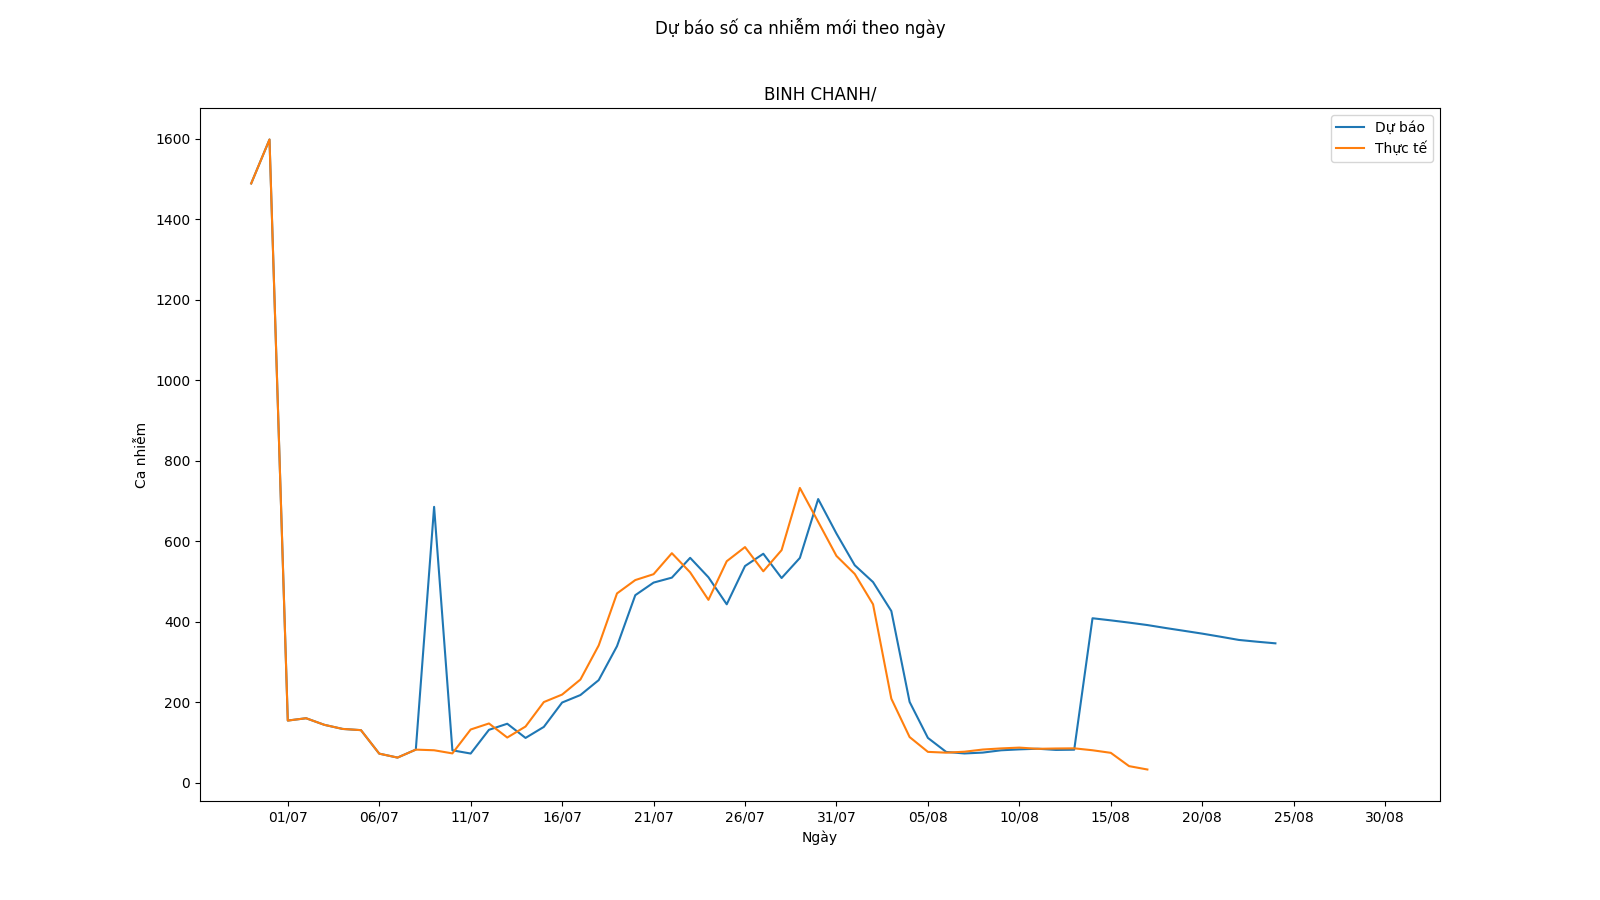 Dự báo số ca nhiễm mới theo ngày
BINH CHANH/
Dự báo
Thực tế
1600
1400
1200
1000
800
600
400
200
0
Ca nhiễm
01/07 06/07 11/07 16/07 21/07 26/07 31/07 05/08 10/08 15/08 20/08 25/08 30/08
Ngày